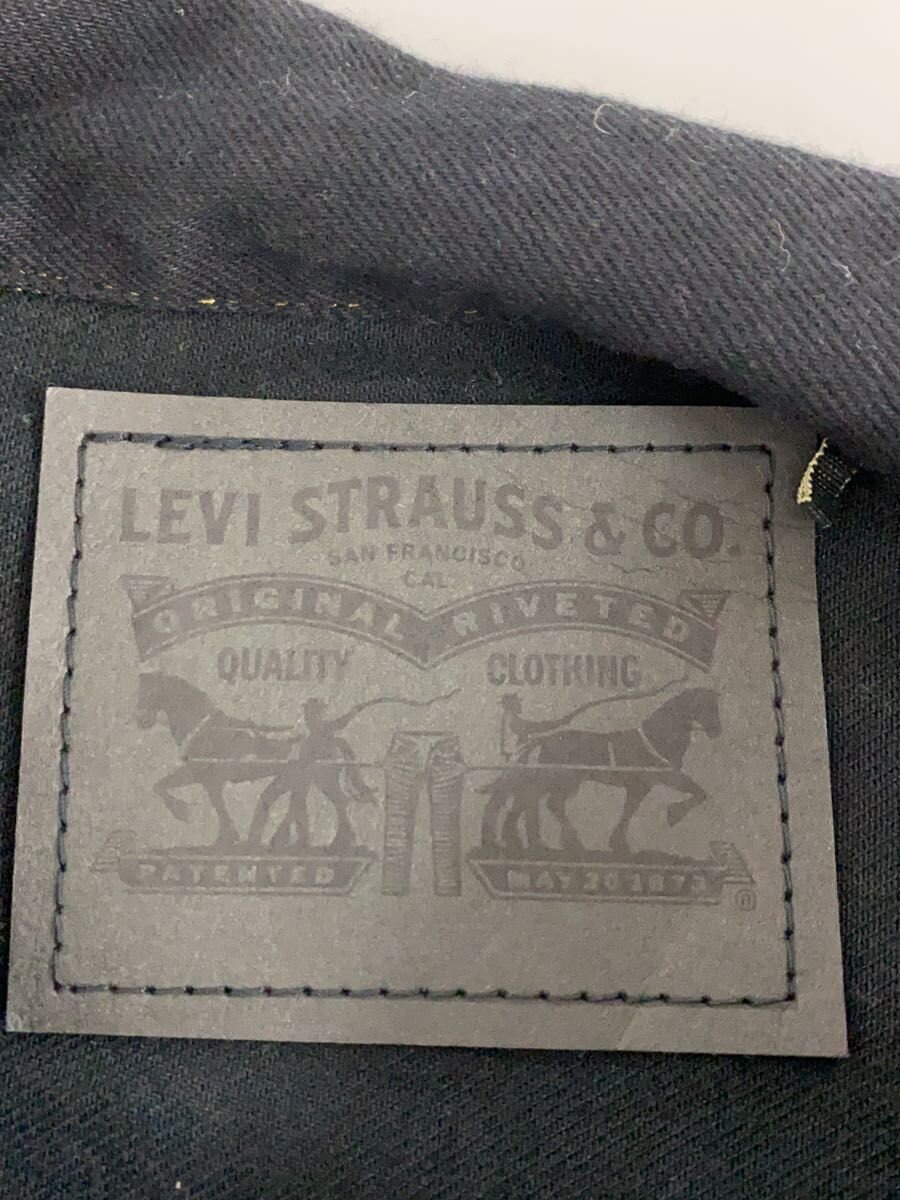 LEVI STRAUSS & CO.
SAN FRANCISCO
CAL.
ORIGINAL RIVETED
QUALITY CLOTHING
PATENTED MAY 20 1873
®